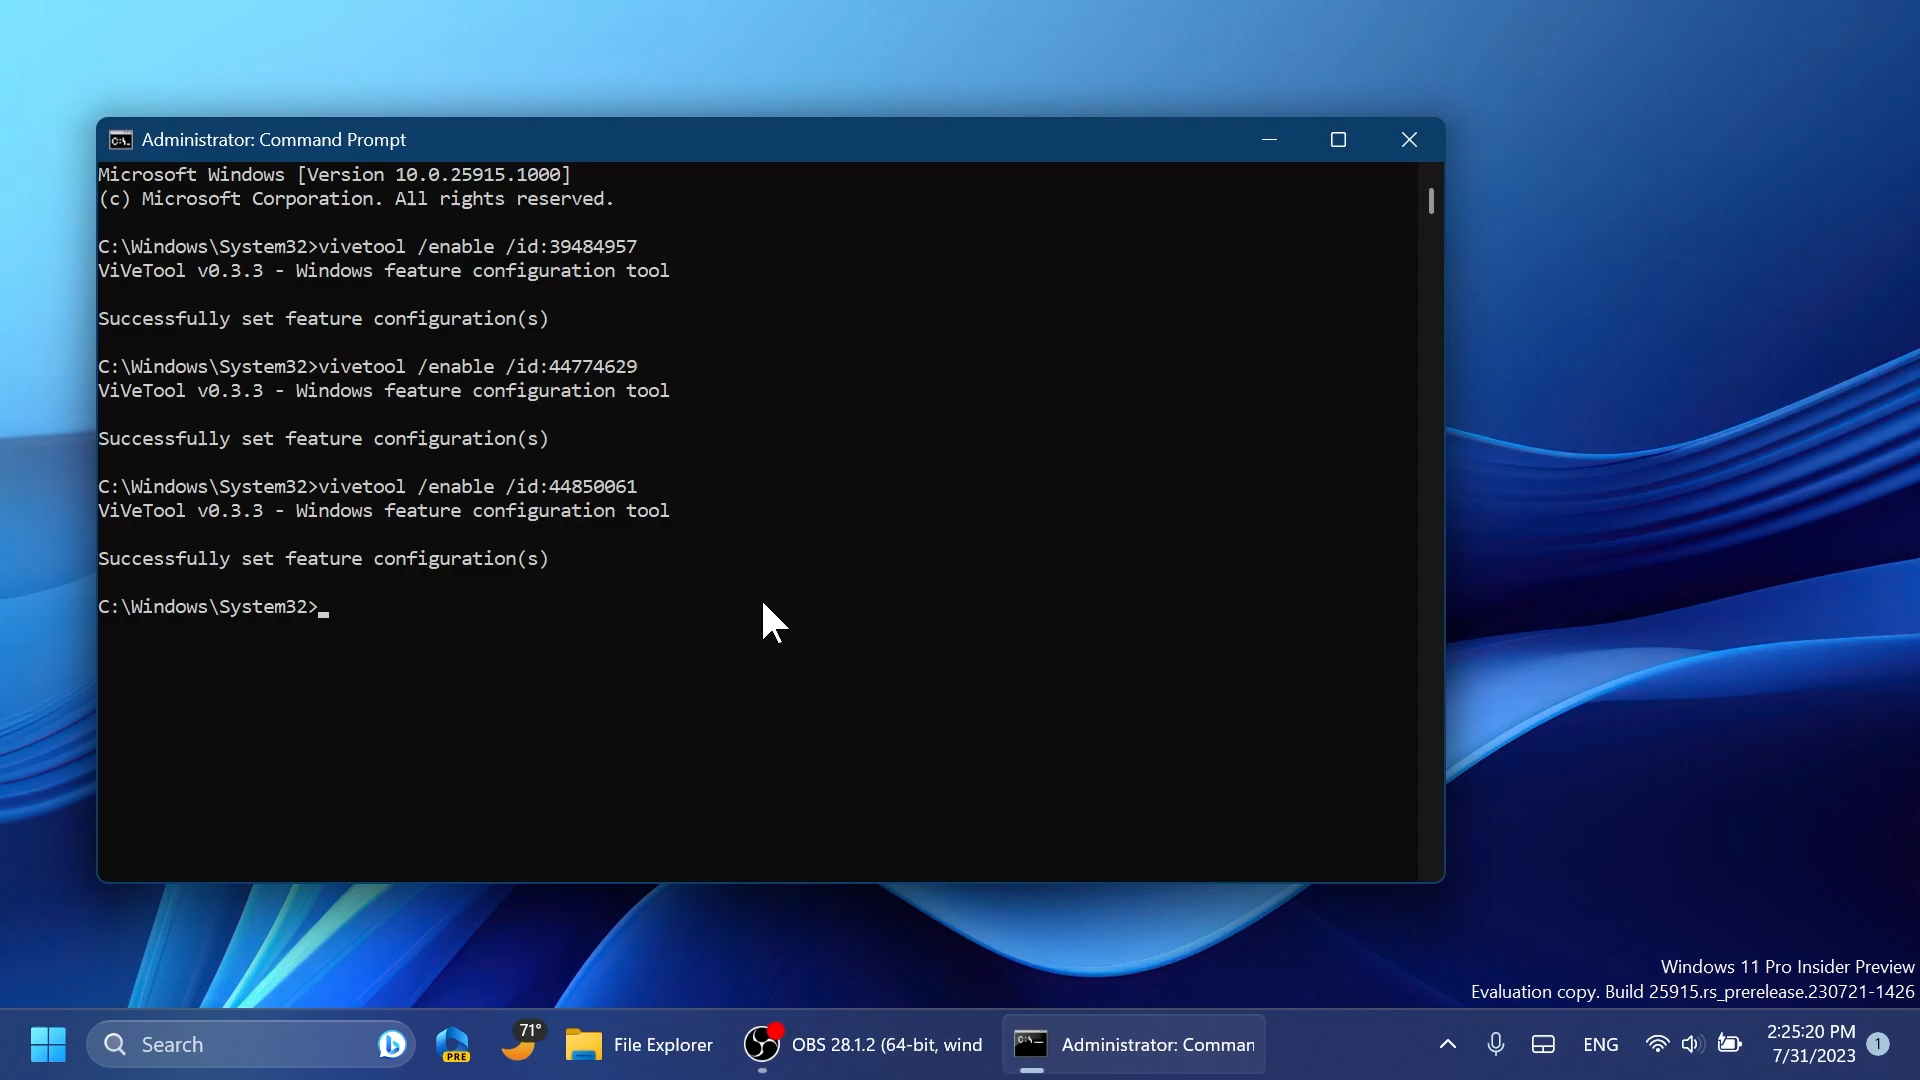 Administrator: Command Prompt
Microsoft Windows [Version 10.0.25915.1000]
(c) Microsoft Corporation. All rights reserved.
C:\Windows\System32>vivetool /enable /id:39484957
ViVeTool v0.3.3 - Windows feature configuration tool
Successfully set feature configuration(s)
C:\Windows\System32>vivetool /enable /id:44774629
ViVeTool v0.3.3 - Windows feature configuration tool
Successfully set feature configuration(s)
C:\Windows\System32>vivetool /enable /id:44850061
ViVeTool v0.3.3 - Windows feature configuration tool
Successfully set feature configuration(s)
C:\Windows\System32>
Windows 11 Pro Insider Preview
Evaluation copy. Build 25915.rs_prerelease.230721-1426
Search
PRE
71°
File Explorer
OBS 28.1.2 (64-bit, wind
Administrator: Comman
ENG
2:25:20 PM
7/31/2023
1